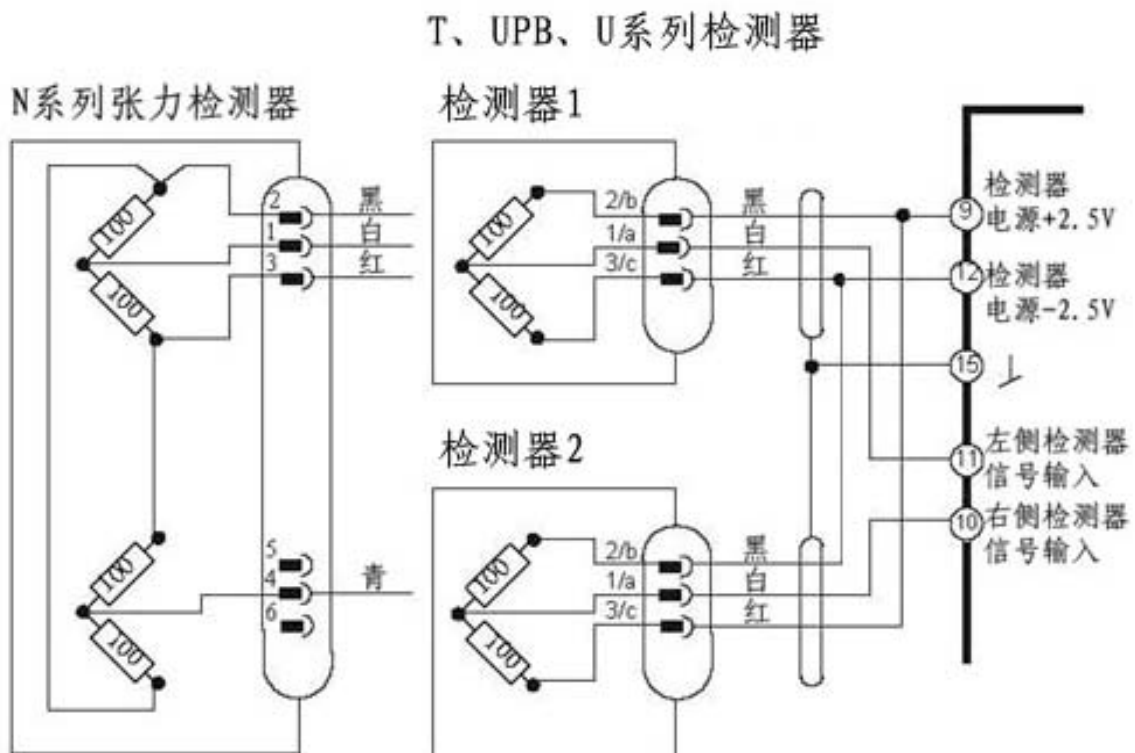 T、UPB、U系列检测器
N系列张力检测器
检测器1
100
100
2
1
3
黑
白
红
100
100
2/b
1/a
3/c
黑
白
红
9
检测器
电源+2.5V
12
检测器
电源-2.5V
15
11
左侧检测器
信号输入
10
右侧检测器
信号输入
检测器2
100
100
5
4
6
青
100
100
2/b
1/a
3/c
黑
白
红